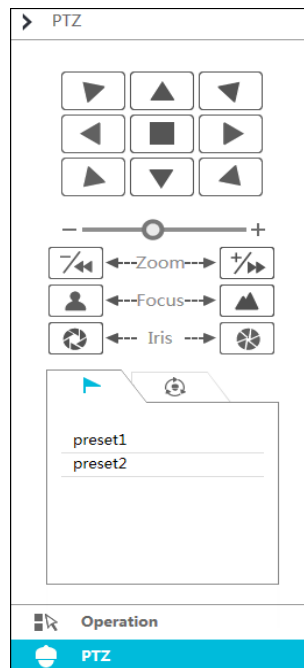 PTZ
Zoom
Focus
Iris
preset1
preset2
Operation
PTZ